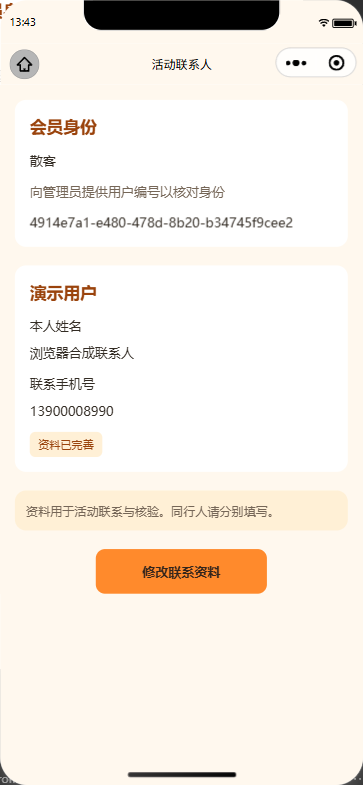 13:43
活动联系人
会员身份
散客
向管理员提供用户编号以核对身份
4914e7a1-e480-478d-8b20-b34745f9cee2
演示用户
本人姓名
浏览器合成联系人
联系手机号
13900008990
资料已完善
资料用于活动联系与核验。同行人请分别填写。
修改联系资料